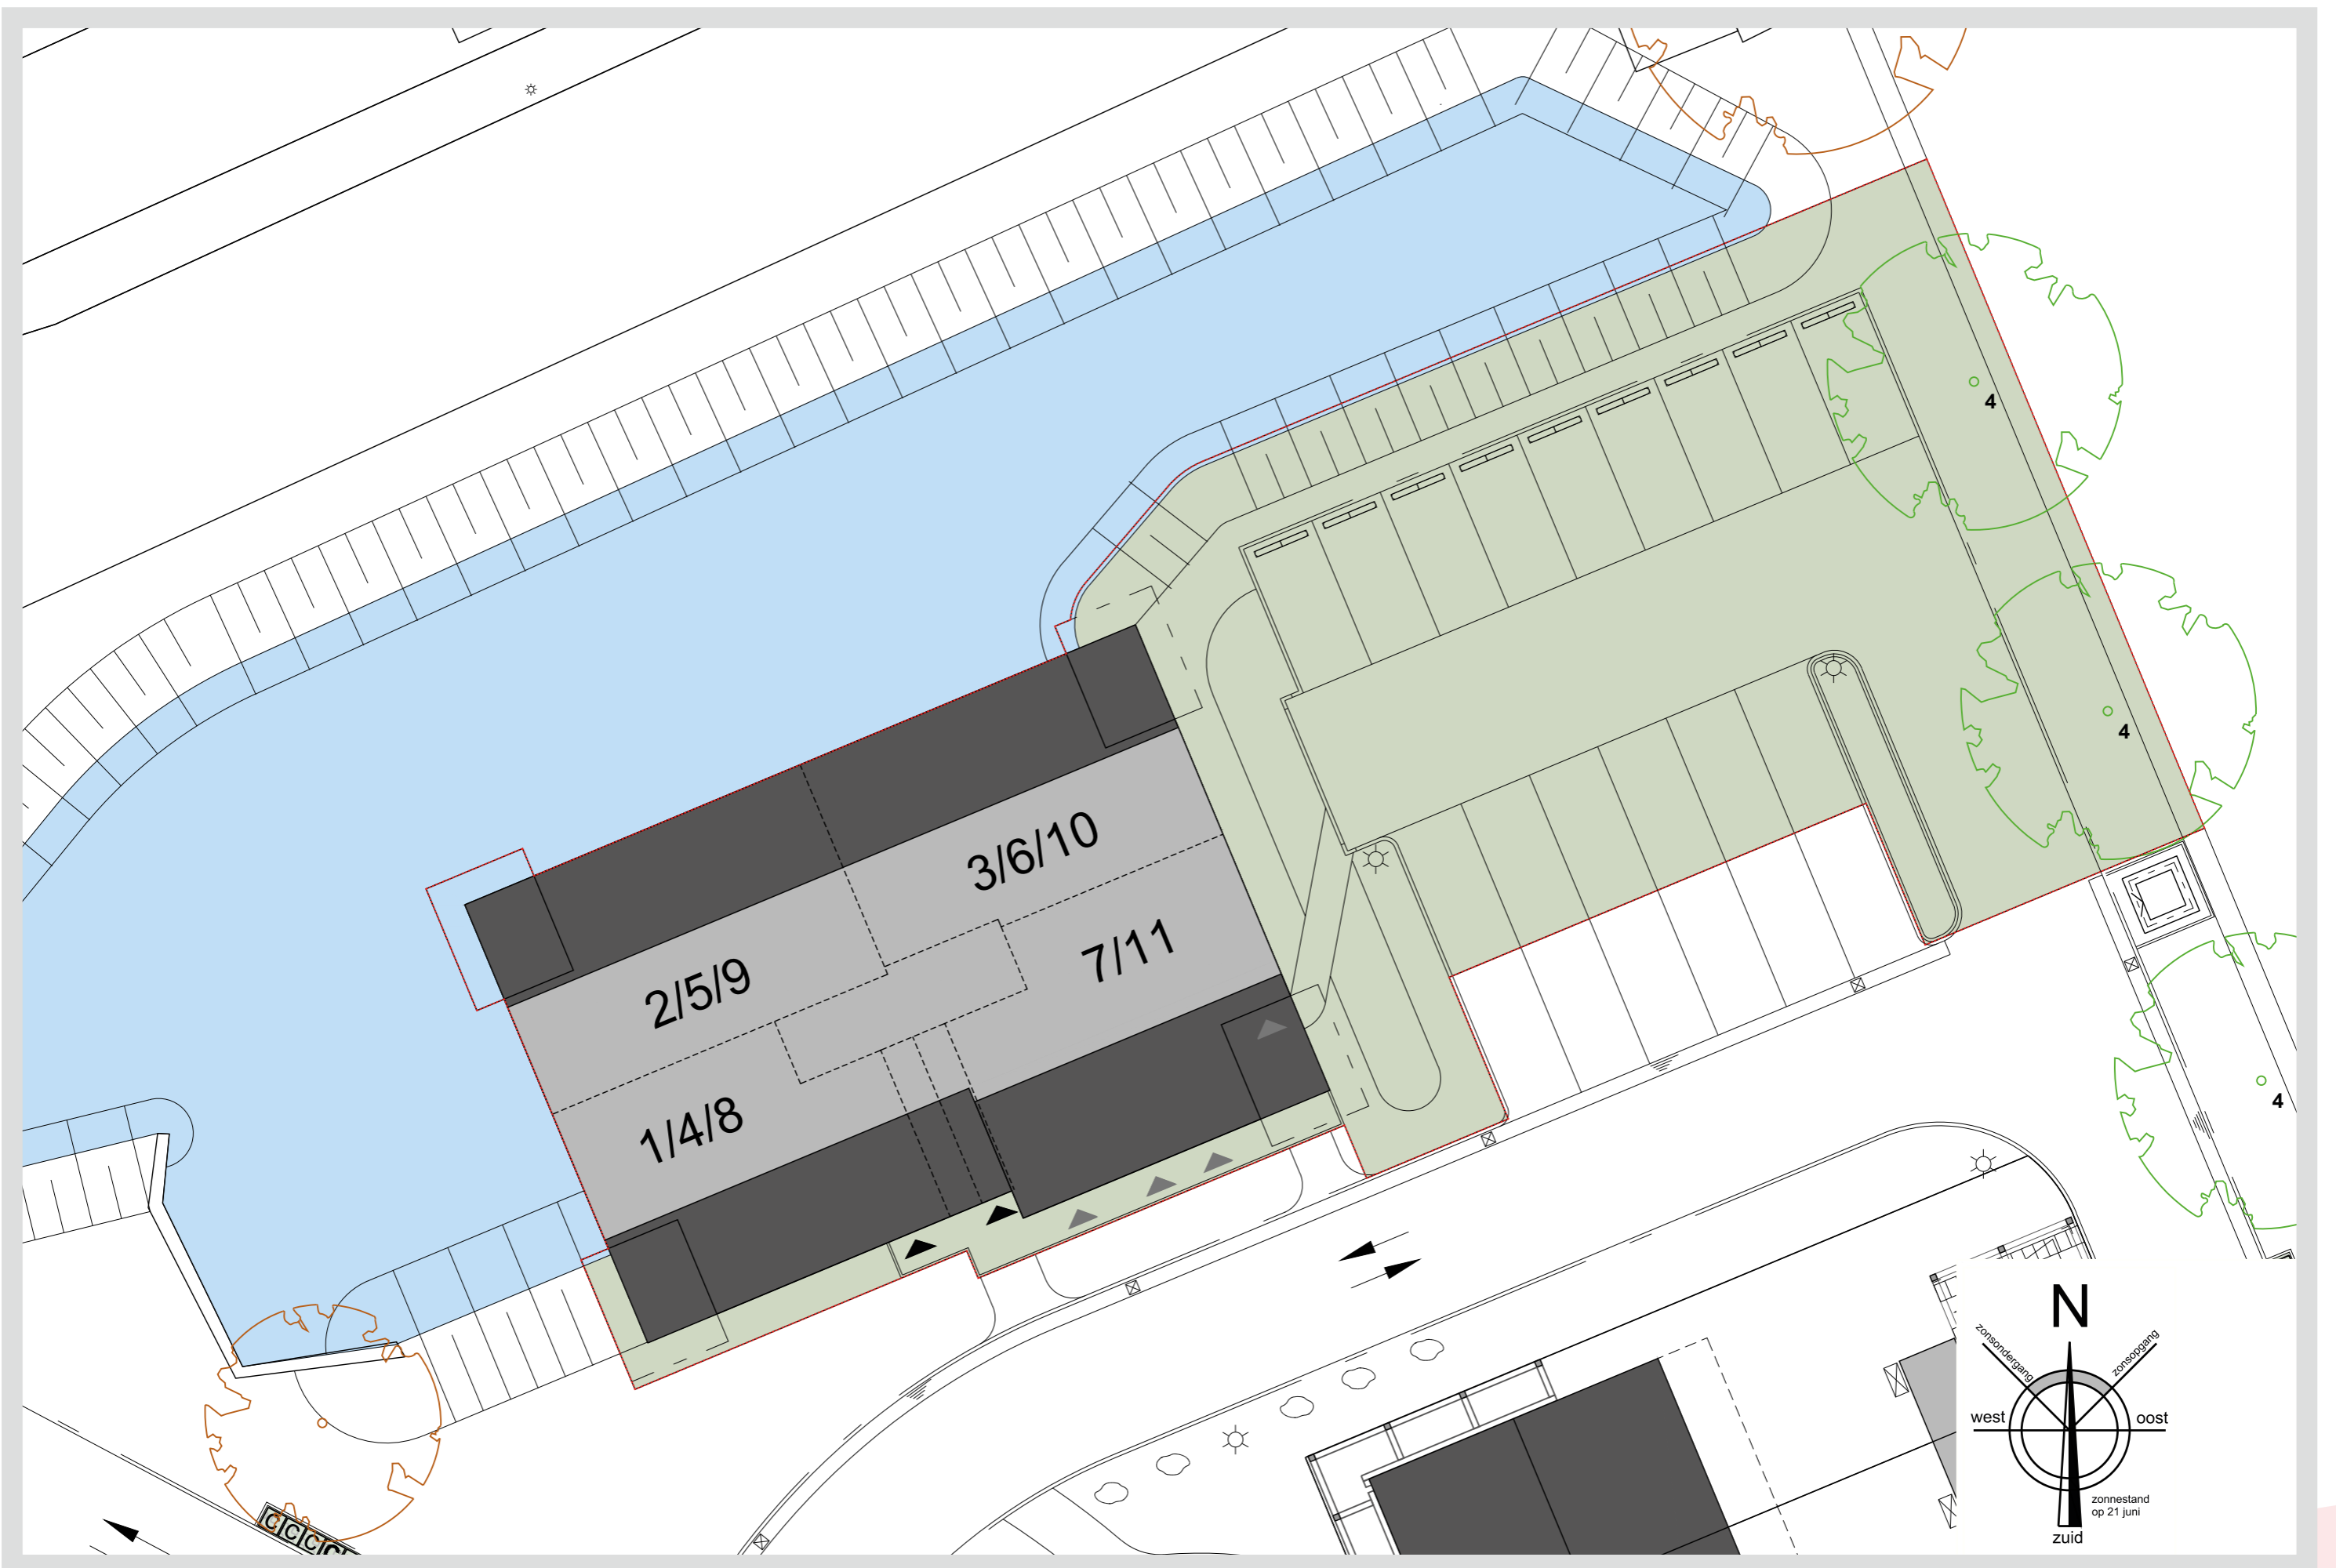 4
4
3/6/10
7/11
2/5/9
1/4/8
4
N
zonsondergang
zonsopgang
west
oost
zonnestand
op 21 juni
zuid
C C C C